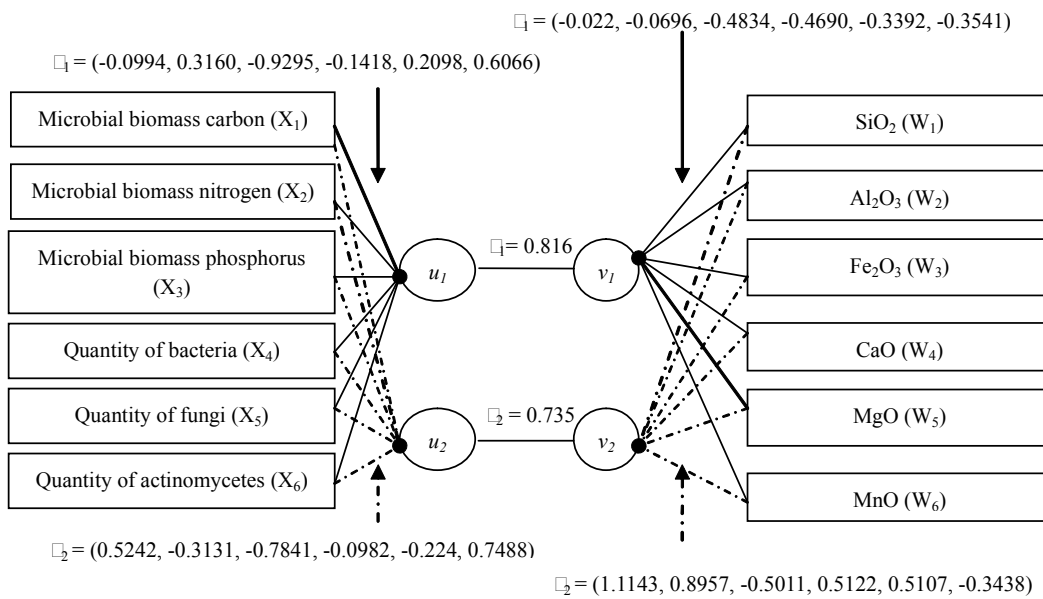 □₁ = (-0.022, -0.0696, -0.4834, -0.4690, -0.3392, -0.3541)
□₁ = (-0.0994, 0.3160, -0.9295, -0.1418, 0.2098, 0.6066)
Microbial biomass carbon (X₁)
Microbial biomass nitrogen (X₂)
Microbial biomass phosphorus
(X₃)
Quantity of bacteria (X₄)
Quantity of fungi (X₅)
Quantity of actinomycetes (X₆)
u₁
□₁ = 0.816
v₁
u₂
□₂ = 0.735
v₂
SiO₂ (W₁)
Al₂O₃ (W₂)
Fe₂O₃ (W₃)
CaO (W₄)
MgO (W₅)
MnO (W₆)
□₂ = (0.5242, -0.3131, -0.7841, -0.0982, -0.224, 0.7488)
□₂ = (1.1143, 0.8957, -0.5011, 0.5122, 0.5107, -0.3438)